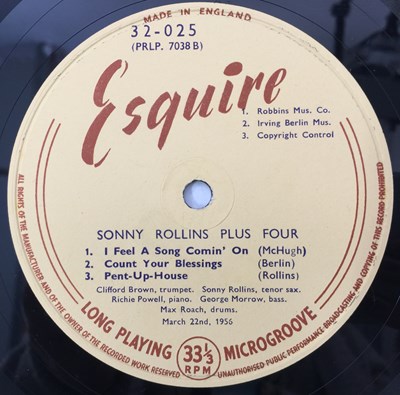 MADE IN ENGLAND
32-025
(PRLP. 7038 B)
Esquire
1. Robbins Mus. Co.
2. Irving Berlin Mus.
3. Copyright Control
SONNY ROLLINS PLUS FOUR
1. I Feel A Song Comin' On (McHugh)
2. Count Your Blessings (Berlin)
3. Pent-Up-House (Rollins)
Clifford Brown, trumpet. Sonny Rollins, tenor sax.
Richie Powell, piano. George Morrow, bass.
Max Roach, drums.
March 22nd, 1956
LONG PLAYING 33⅓ RPM MICROGROOVE
ALL RIGHTS OF THE MANUFACTURER AND OF THE OWNER OF THE RECORDED WORK RESERVED
UNAUTHORISED PUBLIC PERFORMANCE BROADCASTING AND COPYING OF THIS RECORD PROHIBITED